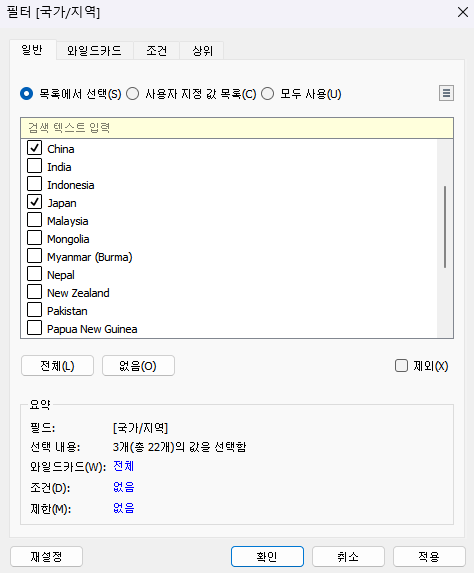 필터 [국가/지역]
일반 와일드카드 조건 상위
목록에서 선택(S) 사용자 지정 값 목록(C) 모두 사용(U)
검색 텍스트 입력
China
India
Indonesia
Japan
Malaysia
Mongolia
Myanmar (Burma)
Nepal
New Zealand
Pakistan
Papua New Guinea
전체(L) 없음(O) 제외(X)
요약
필드: [국가/지역]
선택 내용: 3개(총 22개)의 값을 선택함
와일드카드(W): 전체
조건(D): 없음
제한(M): 없음
재설정 확인 취소 적용